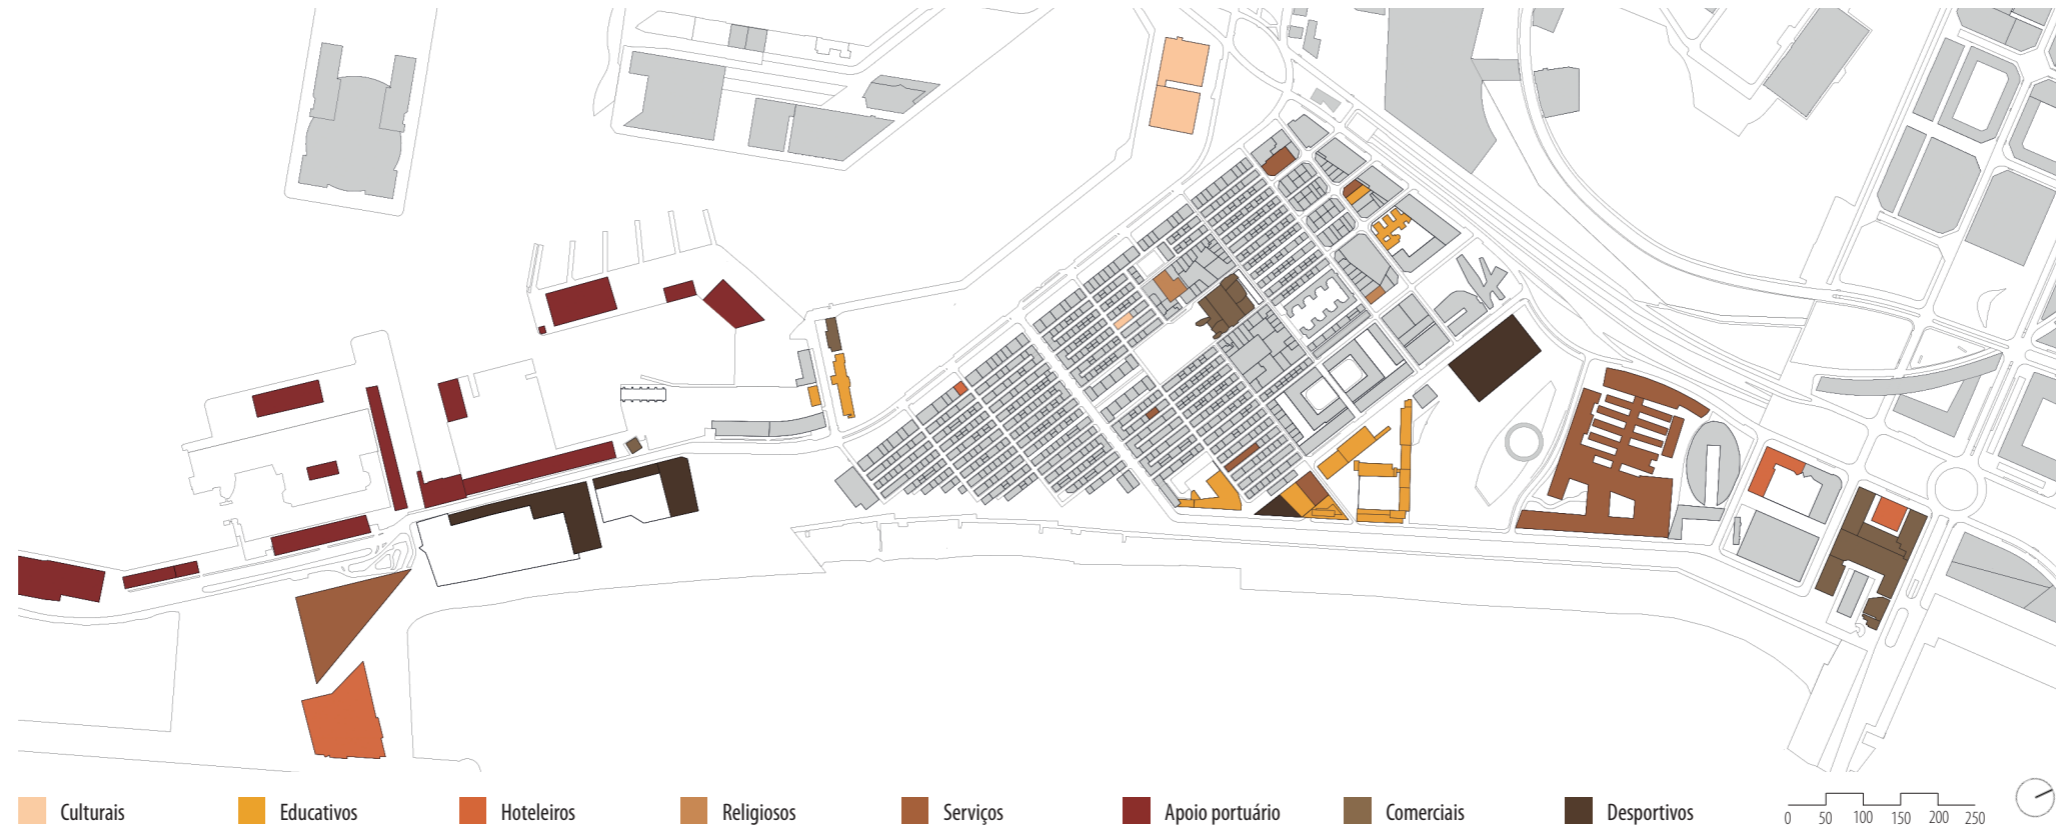 Culturais
Educativos
Hoteleiros
Religiosos
Serviços
Apoio portuário
Comerciais
Desportivos
0 50 100 150 200 250